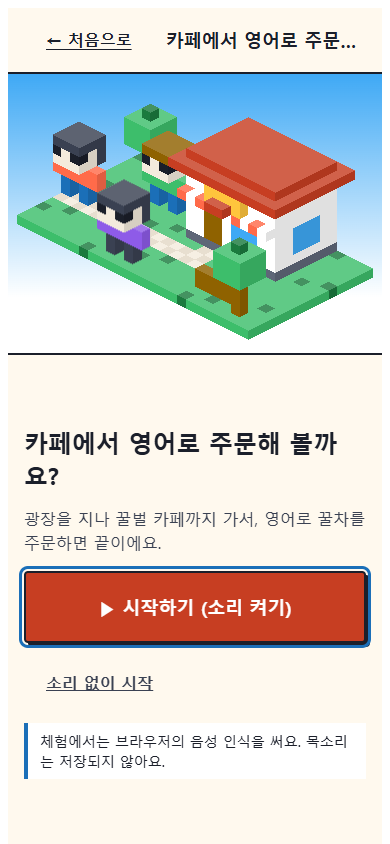 ← 처음으로
카페에서 영어로 주문...
카페에서 영어로 주문해 볼까
요?
광장을 지나 꿀벌 카페까지 가서, 영어로 꿀차를
주문하면 끝이에요.
▶ 시작하기 (소리 켜기)
소리 없이 시작
체험에서는 브라우저의 음성 인식을 써요. 목소리
는 저장되지 않아요.